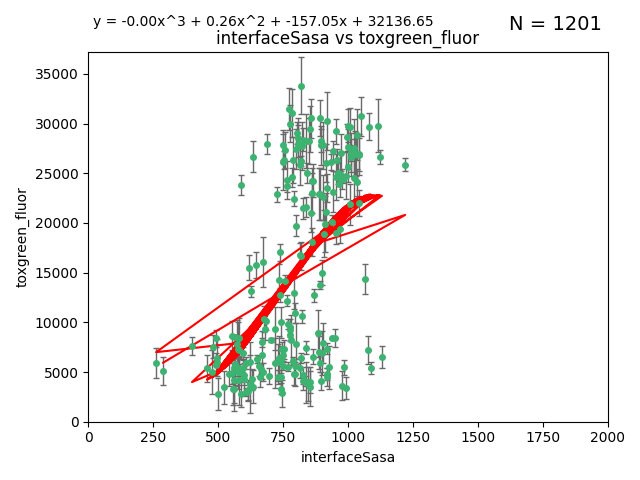 y = -0.00x^3 + 0.26x^2 + -157.05x + 32136.65
N = 1201
interfaceSasa vs toxgreen_fluor
35000
30000
25000
20000
15000
10000
5000
0
toxgreen_fluor
0 250 500 750 1000 1250 1500 1750 2000
interfaceSasa